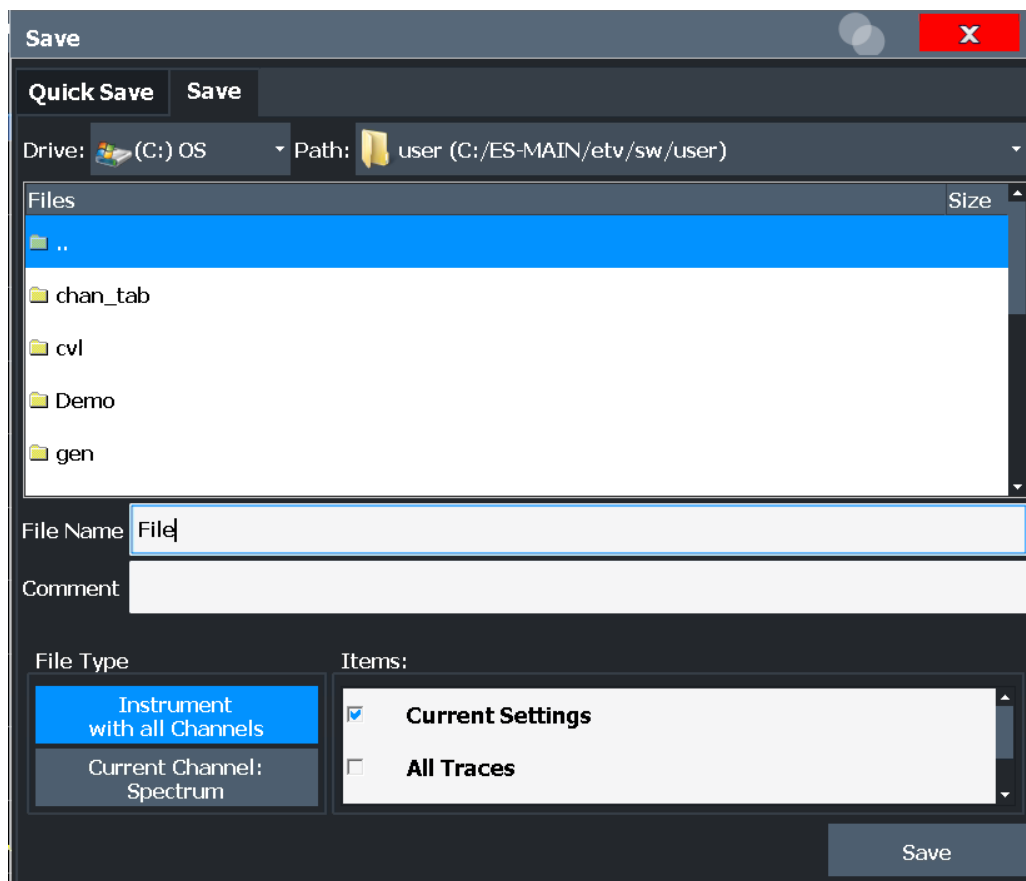 Save X
Quick Save Save
Drive: (C:) OS Path: user (C:/ES-MAIN/etv/sw/user)
Files Size
..
chan_tab
cvl
Demo
gen
File Name File
Comment
File Type Items:
Instrument
with all Channels
Current Channel:
Spectrum
Current Settings
All Traces
Save